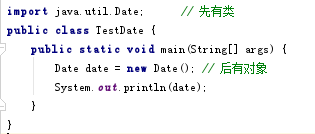 import java.util.Date;      // 先有类
public class TestDate {
    public static void main(String[] args) {
        Date date = new Date(); // 后有对象
        System.out.println(date);
    }
}